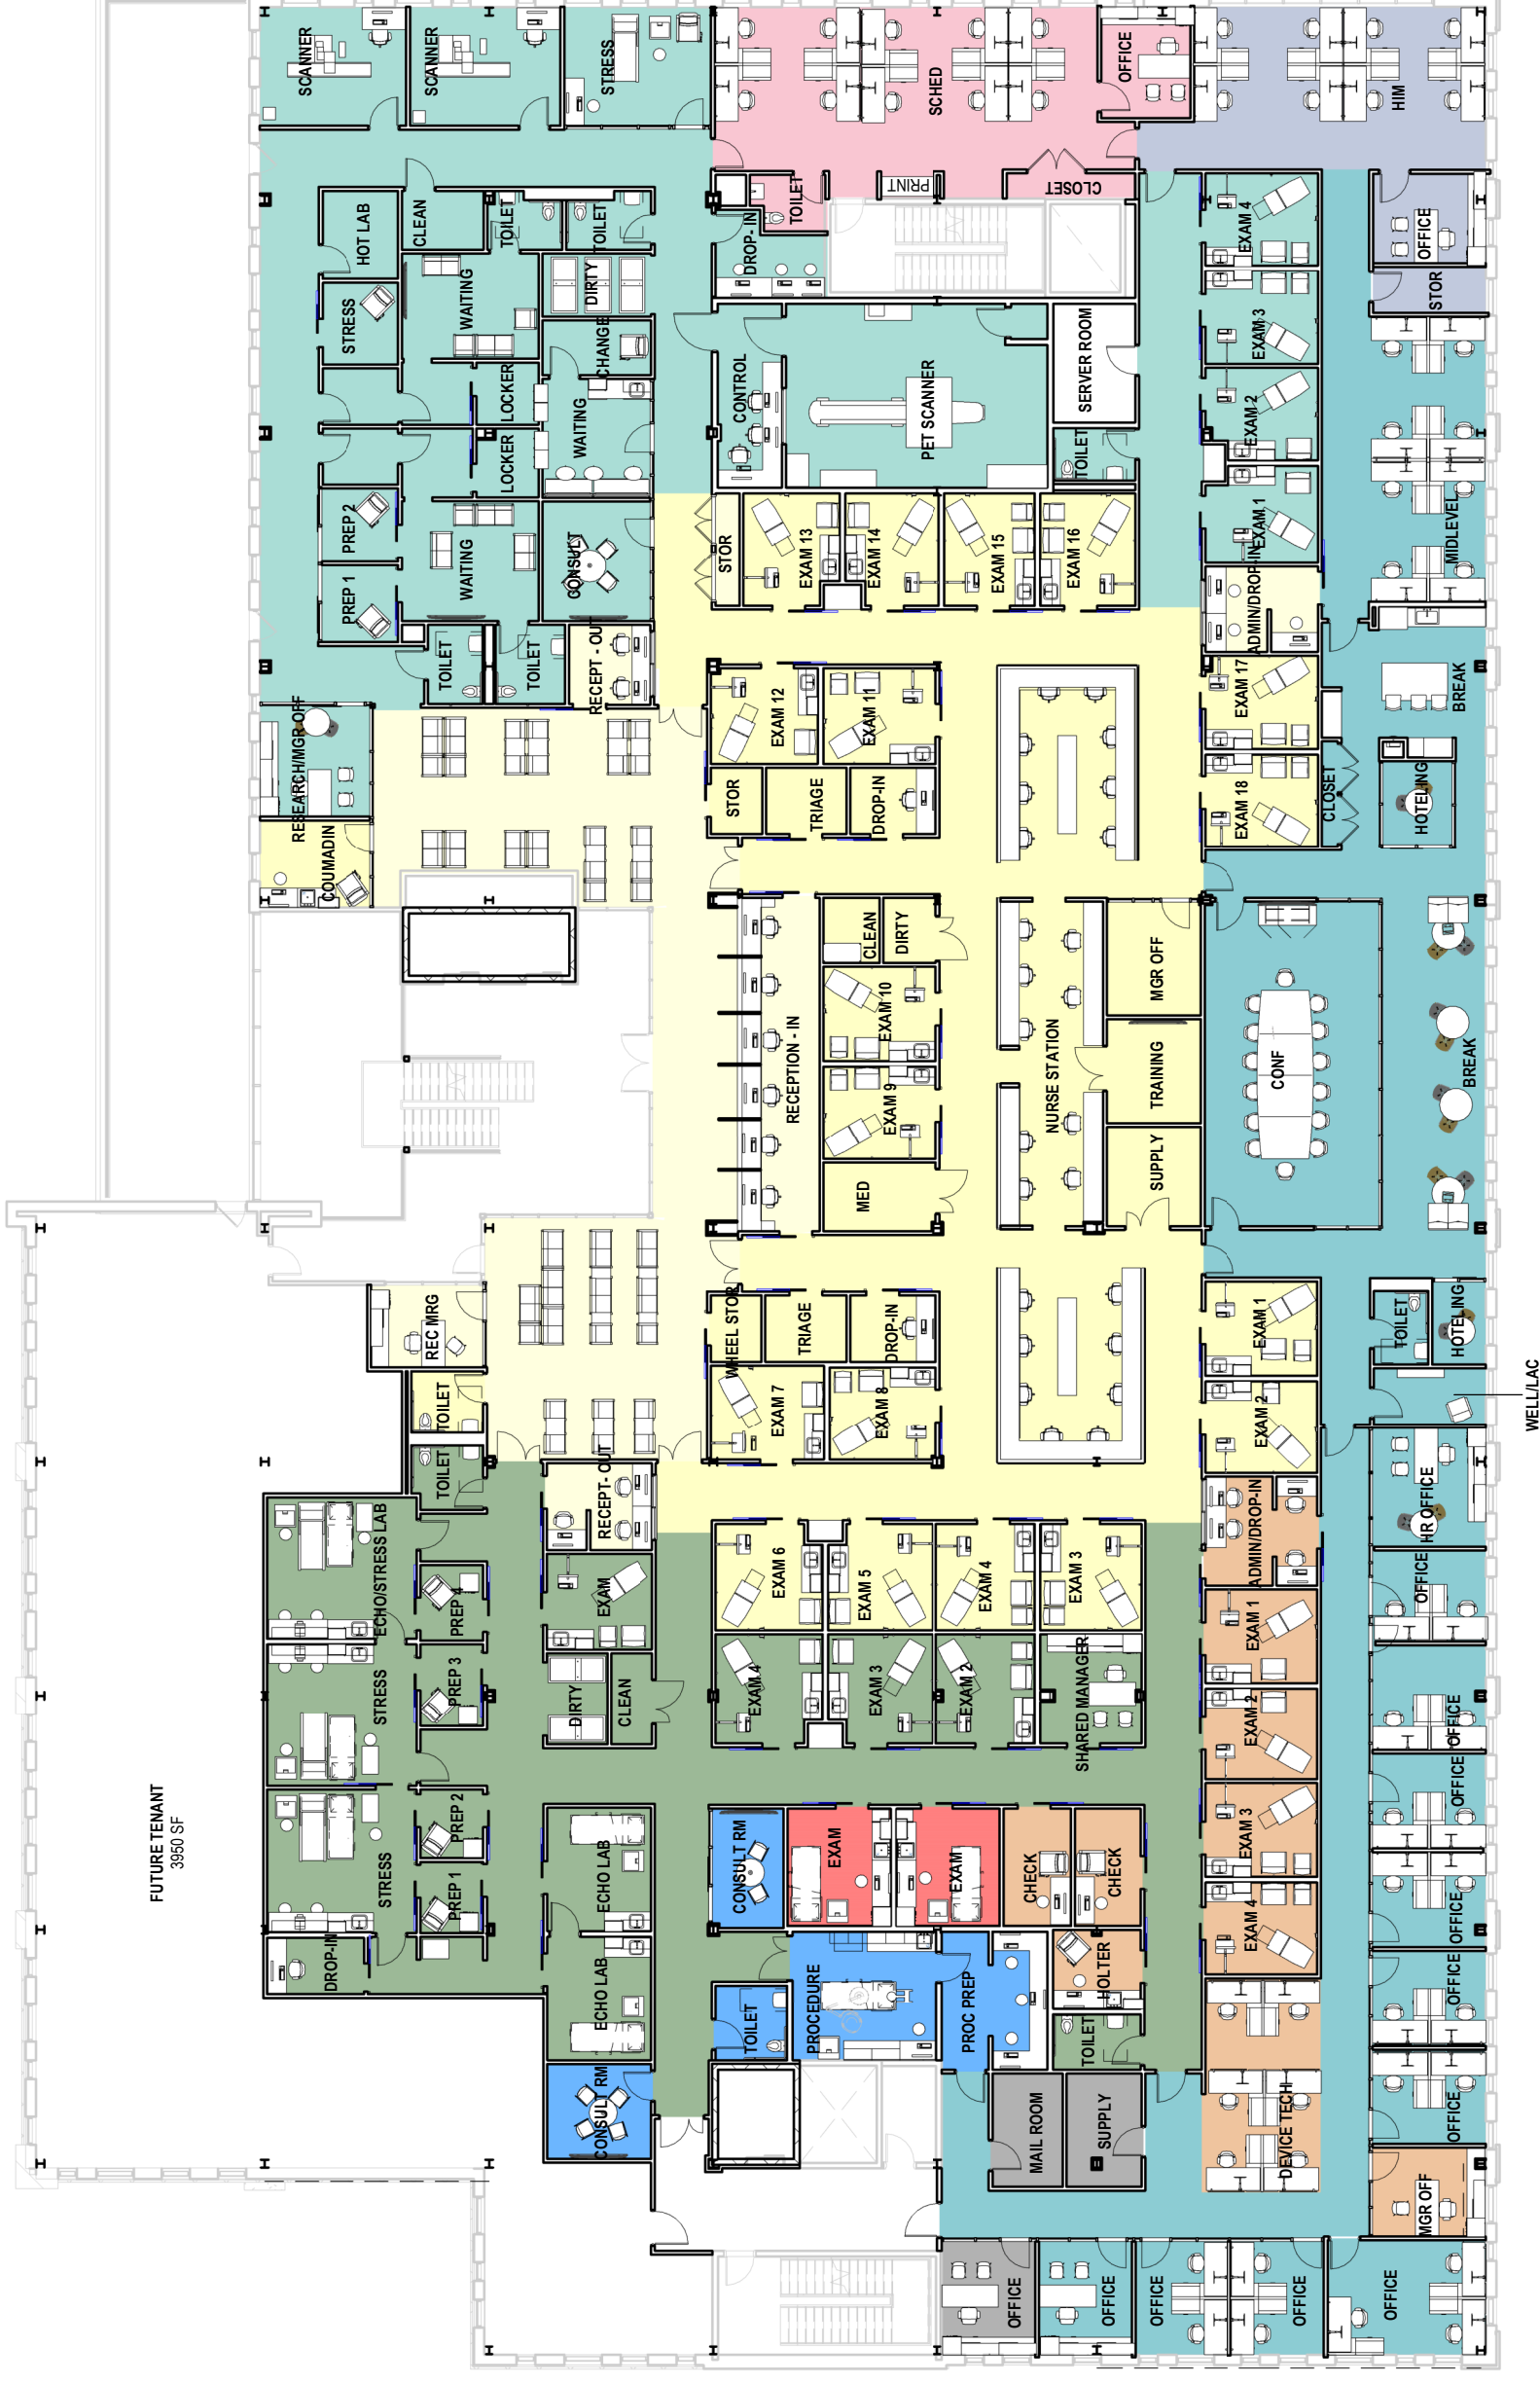 SCANNER
SCANNER
STRESS
SCHED
OFFICE
HIM
PRINT
CLOSET
TOILET
DROP- IN
HOT LAB
CLEAN
TOILET
TOILET
EXAM 4
OFFICE
STOR
STRESS
WAITING
DIRTY
CHANGE
LOCKER
LOCKER
WAITING
CONTROL
PET SCANNER
SERVER ROOM
TOILET
EXAM 3
EXAM 2
EXAM 1
MIDLEVEL
PREP 2
PREP 1
WAITING
CONSULT
STOR
EXAM 13
EXAM 14
EXAM 15
EXAM 16
ADMIN/DROP-IN
TOILET
TOILET
RECEPT - OUT
EXAM 12
EXAM 11
EXAM 17
BREAK
RESEARCH/MGR OFF
COUMADIN
STOR
TRIAGE
DROP-IN
EXAM 18
CLOSET
HOTELING
RECEPTION - IN
CLEAN
DIRTY
EXAM 10
EXAM 9
MED
NURSE STATION
MGR OFF
TRAINING
SUPPLY
CONF
BREAK
REC MRG
WHEEL STOR
TRIAGE
DROP-IN
EXAM 1
TOILET
HOTELING
WELL/LAC
TOILET
TOILET
EXAM 7
EXAM 8
EXAM 2
HR OFFICE
ECHO/STRESS LAB
RECEPT- OUT
ADMIN/DROP-IN
PREP 4
EXAM
EXAM 6
EXAM 5
EXAM 4
EXAM 3
EXAM 1
OFFICE
STRESS
PREP 3
DIRTY
CLEAN
EXAM 4
EXAM 3
EXAM 2
SHARED MANAGER
EXAM 2
OFFICE
FUTURE TENANT
3950 SF
STRESS
PREP 2
PREP 1
ECHO LAB
CONSULT RM
EXAM
EXAM
CHECK
CHECK
EXAM 3
OFFICE
EXAM 4
OFFICE
DROP-IN
ECHO LAB
TOILET
PROCEDURE
PROC PREP
HOLTER
TOILET
OFFICE
CONSULT RM
MAIL ROOM
SUPPLY
DEVICE TECH
OFFICE
MGR OFF
OFFICE
OFFICE
OFFICE
OFFICE
OFFICE